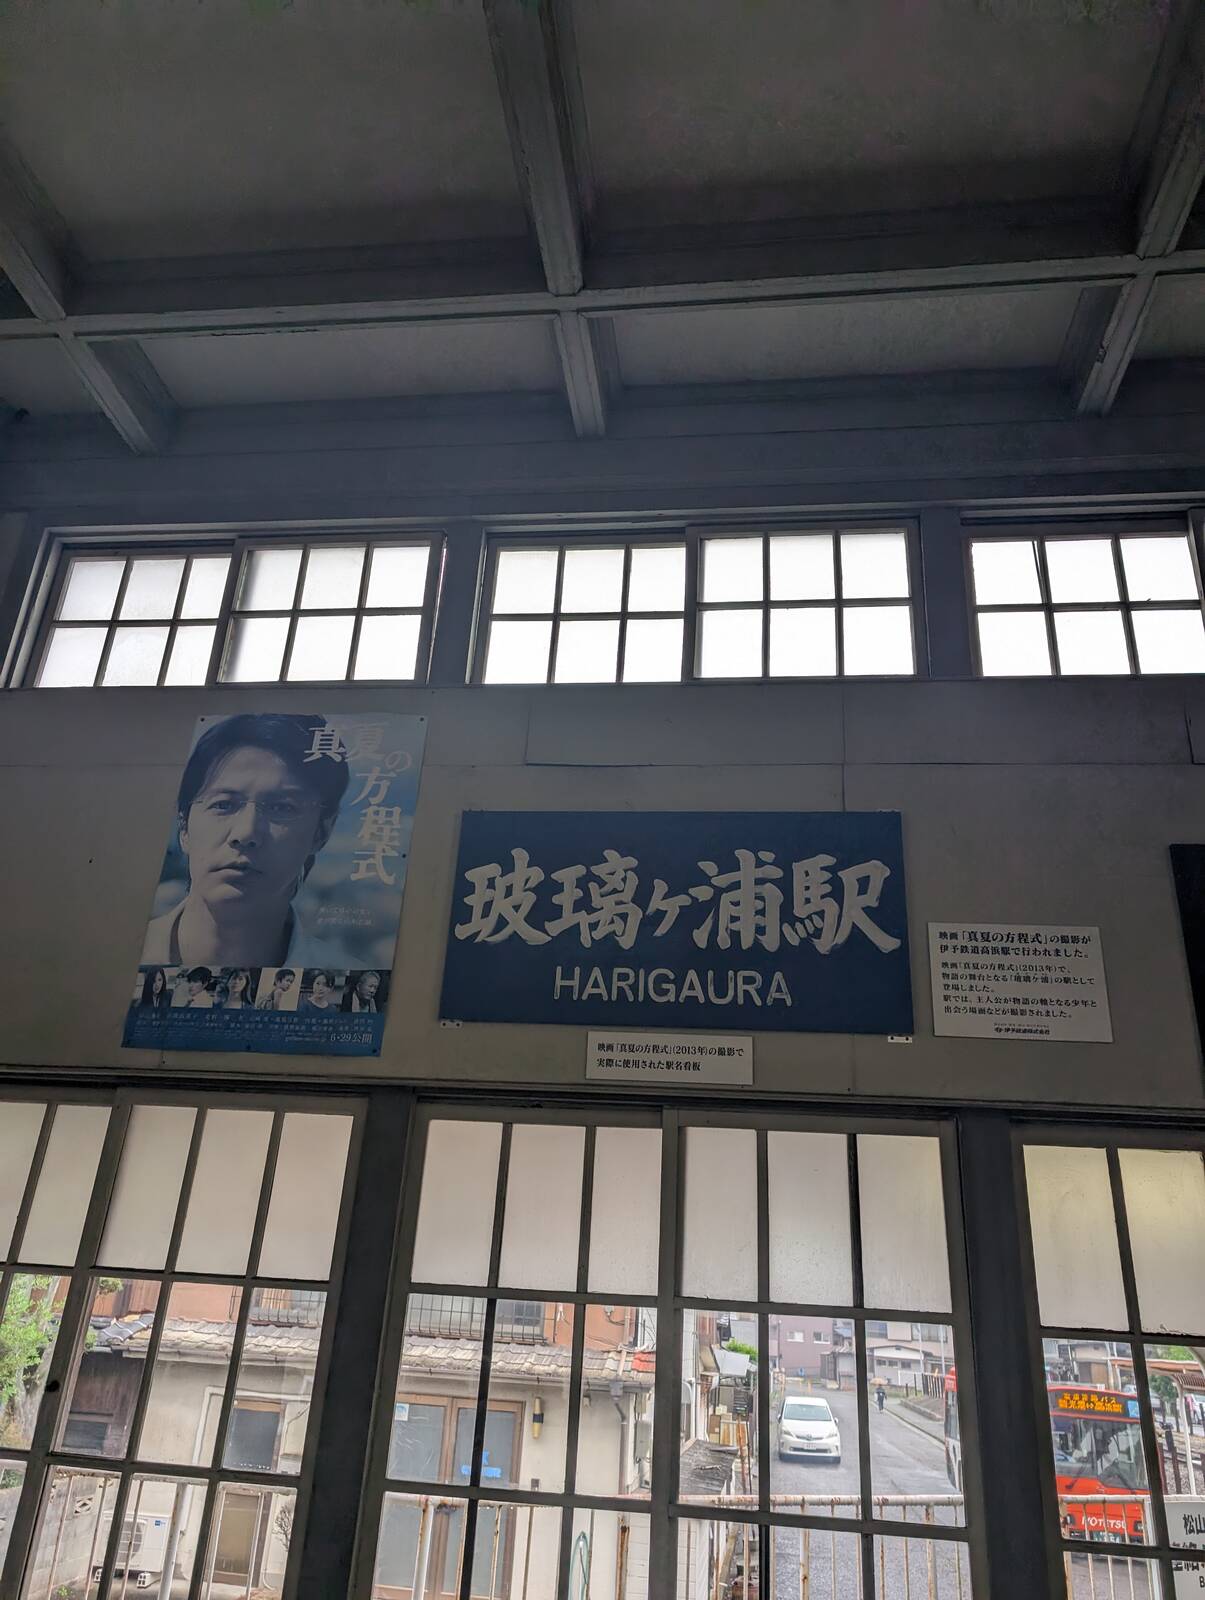 真夏の方程式
6・29公開
玻璃ヶ浦駅
HARIGAURA
映画「真夏の方程式」(2013年)の撮影で
実際に使用された駅名看板
映画「真夏の方程式」の撮影が
伊予鉄道高浜駅で行われました。
映画「真夏の方程式」(2013年)で、
物語の舞台となる「玻璃ヶ浦」の駅として
登場しました。
駅では、主人公が物語の軸となる少年と
出会う場面などが撮影されました。
伊予鉄道株式会社
IYOTETSU
松山